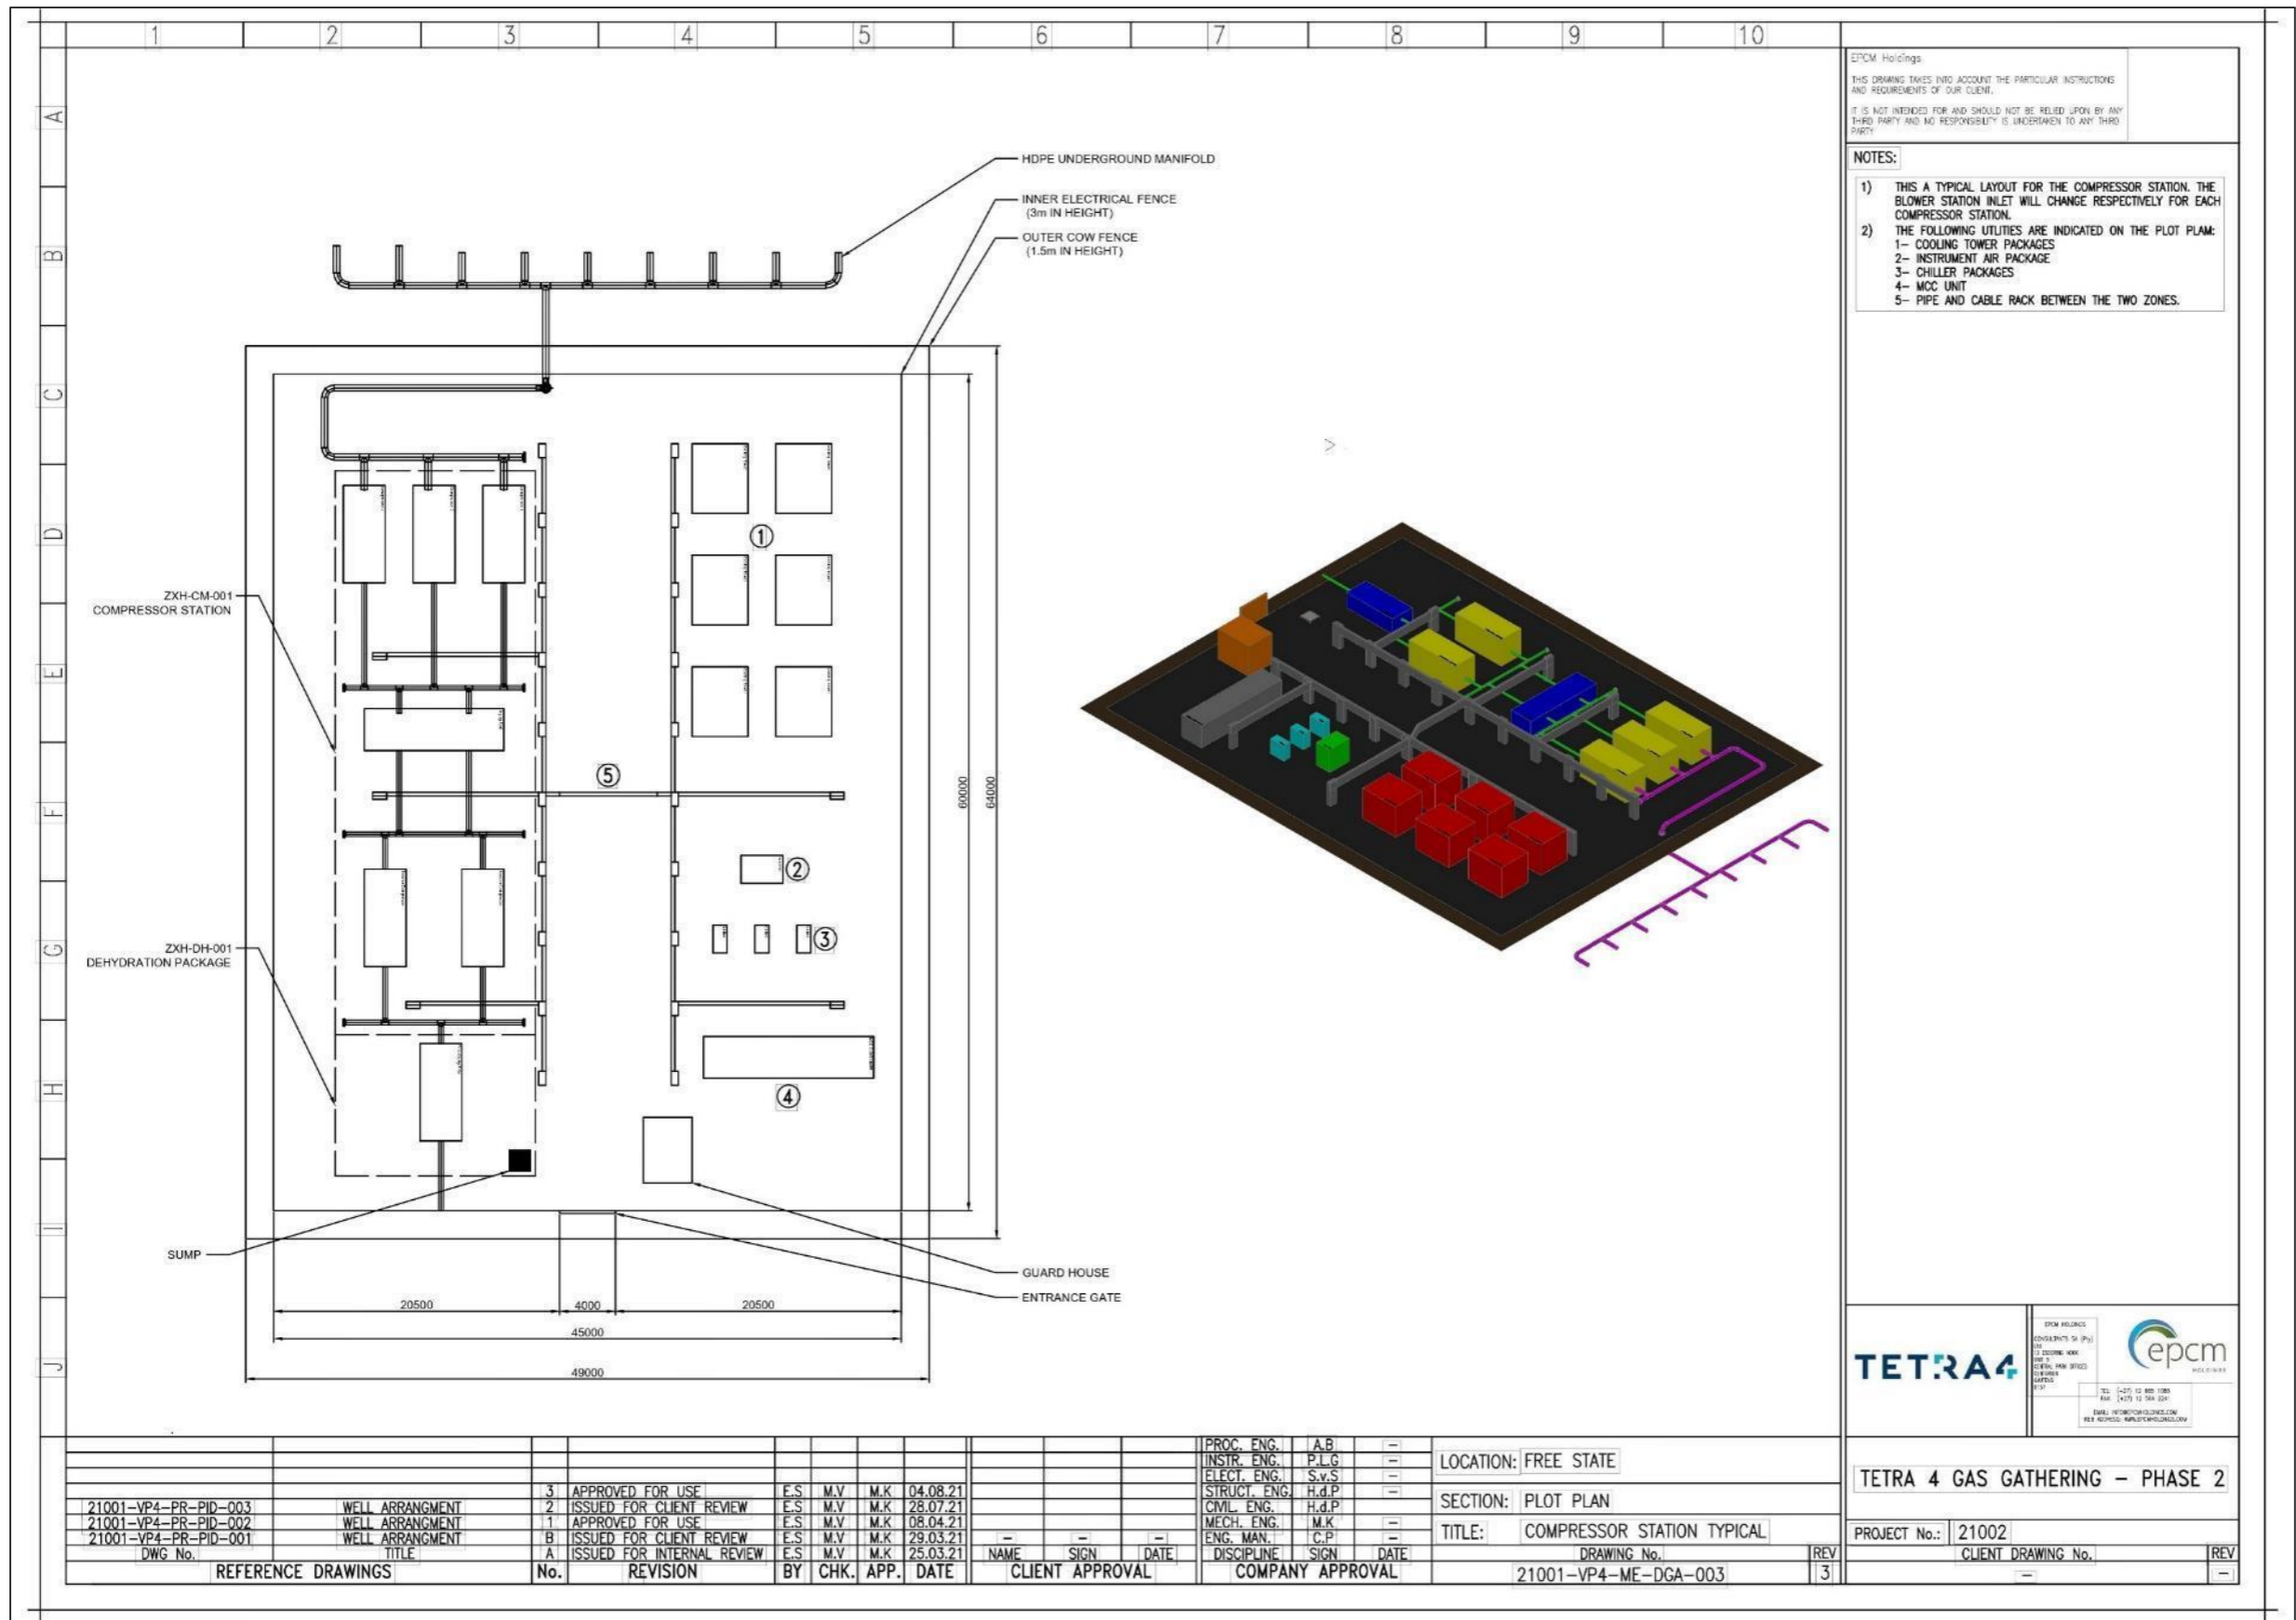 1 2 3 4 5 6 7 8 9 10
A
B
C
D
E
F
G
H
I
J
EPCM Holdings
THIS DRAWING TAKES INTO ACCOUNT THE PARTICULAR INSTRUCTIONS
AND REQUIREMENTS OF OUR CLIENT.
IT IS NOT INTENDED FOR AND SHOULD NOT BE RELIED UPON BY ANY
THIRD PARTY AND NO RESPONSIBILITY IS UNDERTAKEN TO ANY THIRD
PARTY
NOTES:
1) THIS A TYPICAL LAYOUT FOR THE COMPRESSOR STATION. THE
BLOWER STATION INLET WILL CHANGE RESPECTIVELY FOR EACH
COMPRESSOR STATION.
2) THE FOLLOWING UTLITIES ARE INDICATED ON THE PLOT PLAM:
1– COOLING TOWER PACKAGES
2– INSTRUMENT AIR PACKAGE
3– CHILLER PACKAGES
4– MCC UNIT
5– PIPE AND CABLE RACK BETWEEN THE TWO ZONES.
HDPE UNDERGROUND MANIFOLD
INNER ELECTRICAL FENCE
(3m IN HEIGHT)
OUTER COW FENCE
(1.5m IN HEIGHT)
1
ZXH-CM-001
COMPRESSOR STATION
5
60000
64000
2
3
ZXH-DH-001
DEHYDRATION PACKAGE
4
SUMP
GUARD HOUSE
ENTRANCE GATE
20500 4000 20500
45000
49000
TETRA4
EPCM HOLDINGS
epcm
HOLDINGS
TETRA 4 GAS GATHERING – PHASE 2
PROJECT No.: 21002
CLIENT DRAWING No. REV
– –
PROC. ENG. A.B –
INSTR. ENG. P.L.G –
ELECT. ENG. S.v.S –
STRUCT. ENG. H.d.P –
CIVIL. ENG. H.d.P
MECH. ENG. M.K –
ENG. MAN. C.P –
DISCIPLINE SIGN DATE
COMPANY APPROVAL
– – –
NAME SIGN DATE
CLIENT APPROVAL
3 APPROVED FOR USE E.S M.V M.K 04.08.21
2 ISSUED FOR CLIENT REVIEW E.S M.V M.K 28.07.21
1 APPROVED FOR USE E.S M.V M.K 08.04.21
B ISSUED FOR CLIENT REVIEW E.S M.V M.K 29.03.21
A ISSUED FOR INTERNAL REVIEW E.S M.V M.K 25.03.21
No. REVISION BY CHK. APP. DATE
21001–VP4–PR–PID–003 WELL ARRANGMENT
21001–VP4–PR–PID–002 WELL ARRANGMENT
21001–VP4–PR–PID–001 WELL ARRANGMENT
DWG No. TITLE
REFERENCE DRAWINGS
LOCATION: FREE STATE
SECTION: PLOT PLAN
TITLE: COMPRESSOR STATION TYPICAL
DRAWING No. REV
21001–VP4–ME–DGA–003 3